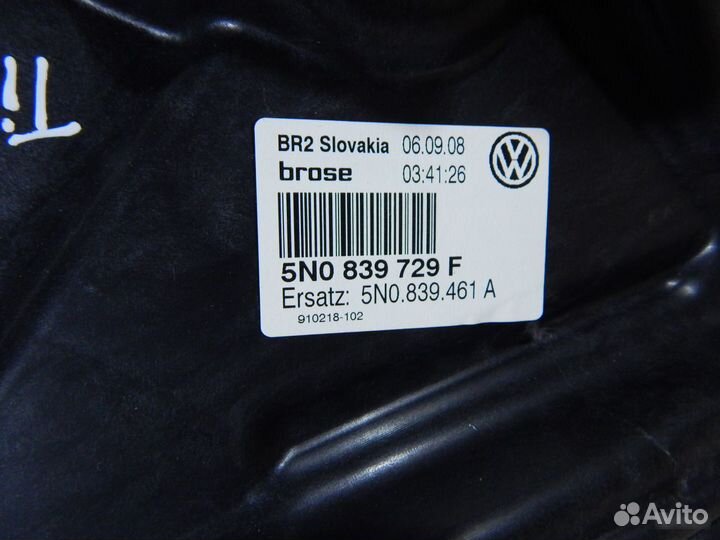 Ti
BR2 Slovakia 06.09.08
brose 03:41:26
5N0 839 729 F
Ersatz: 5N0.839.461 A
910218-102
Avito